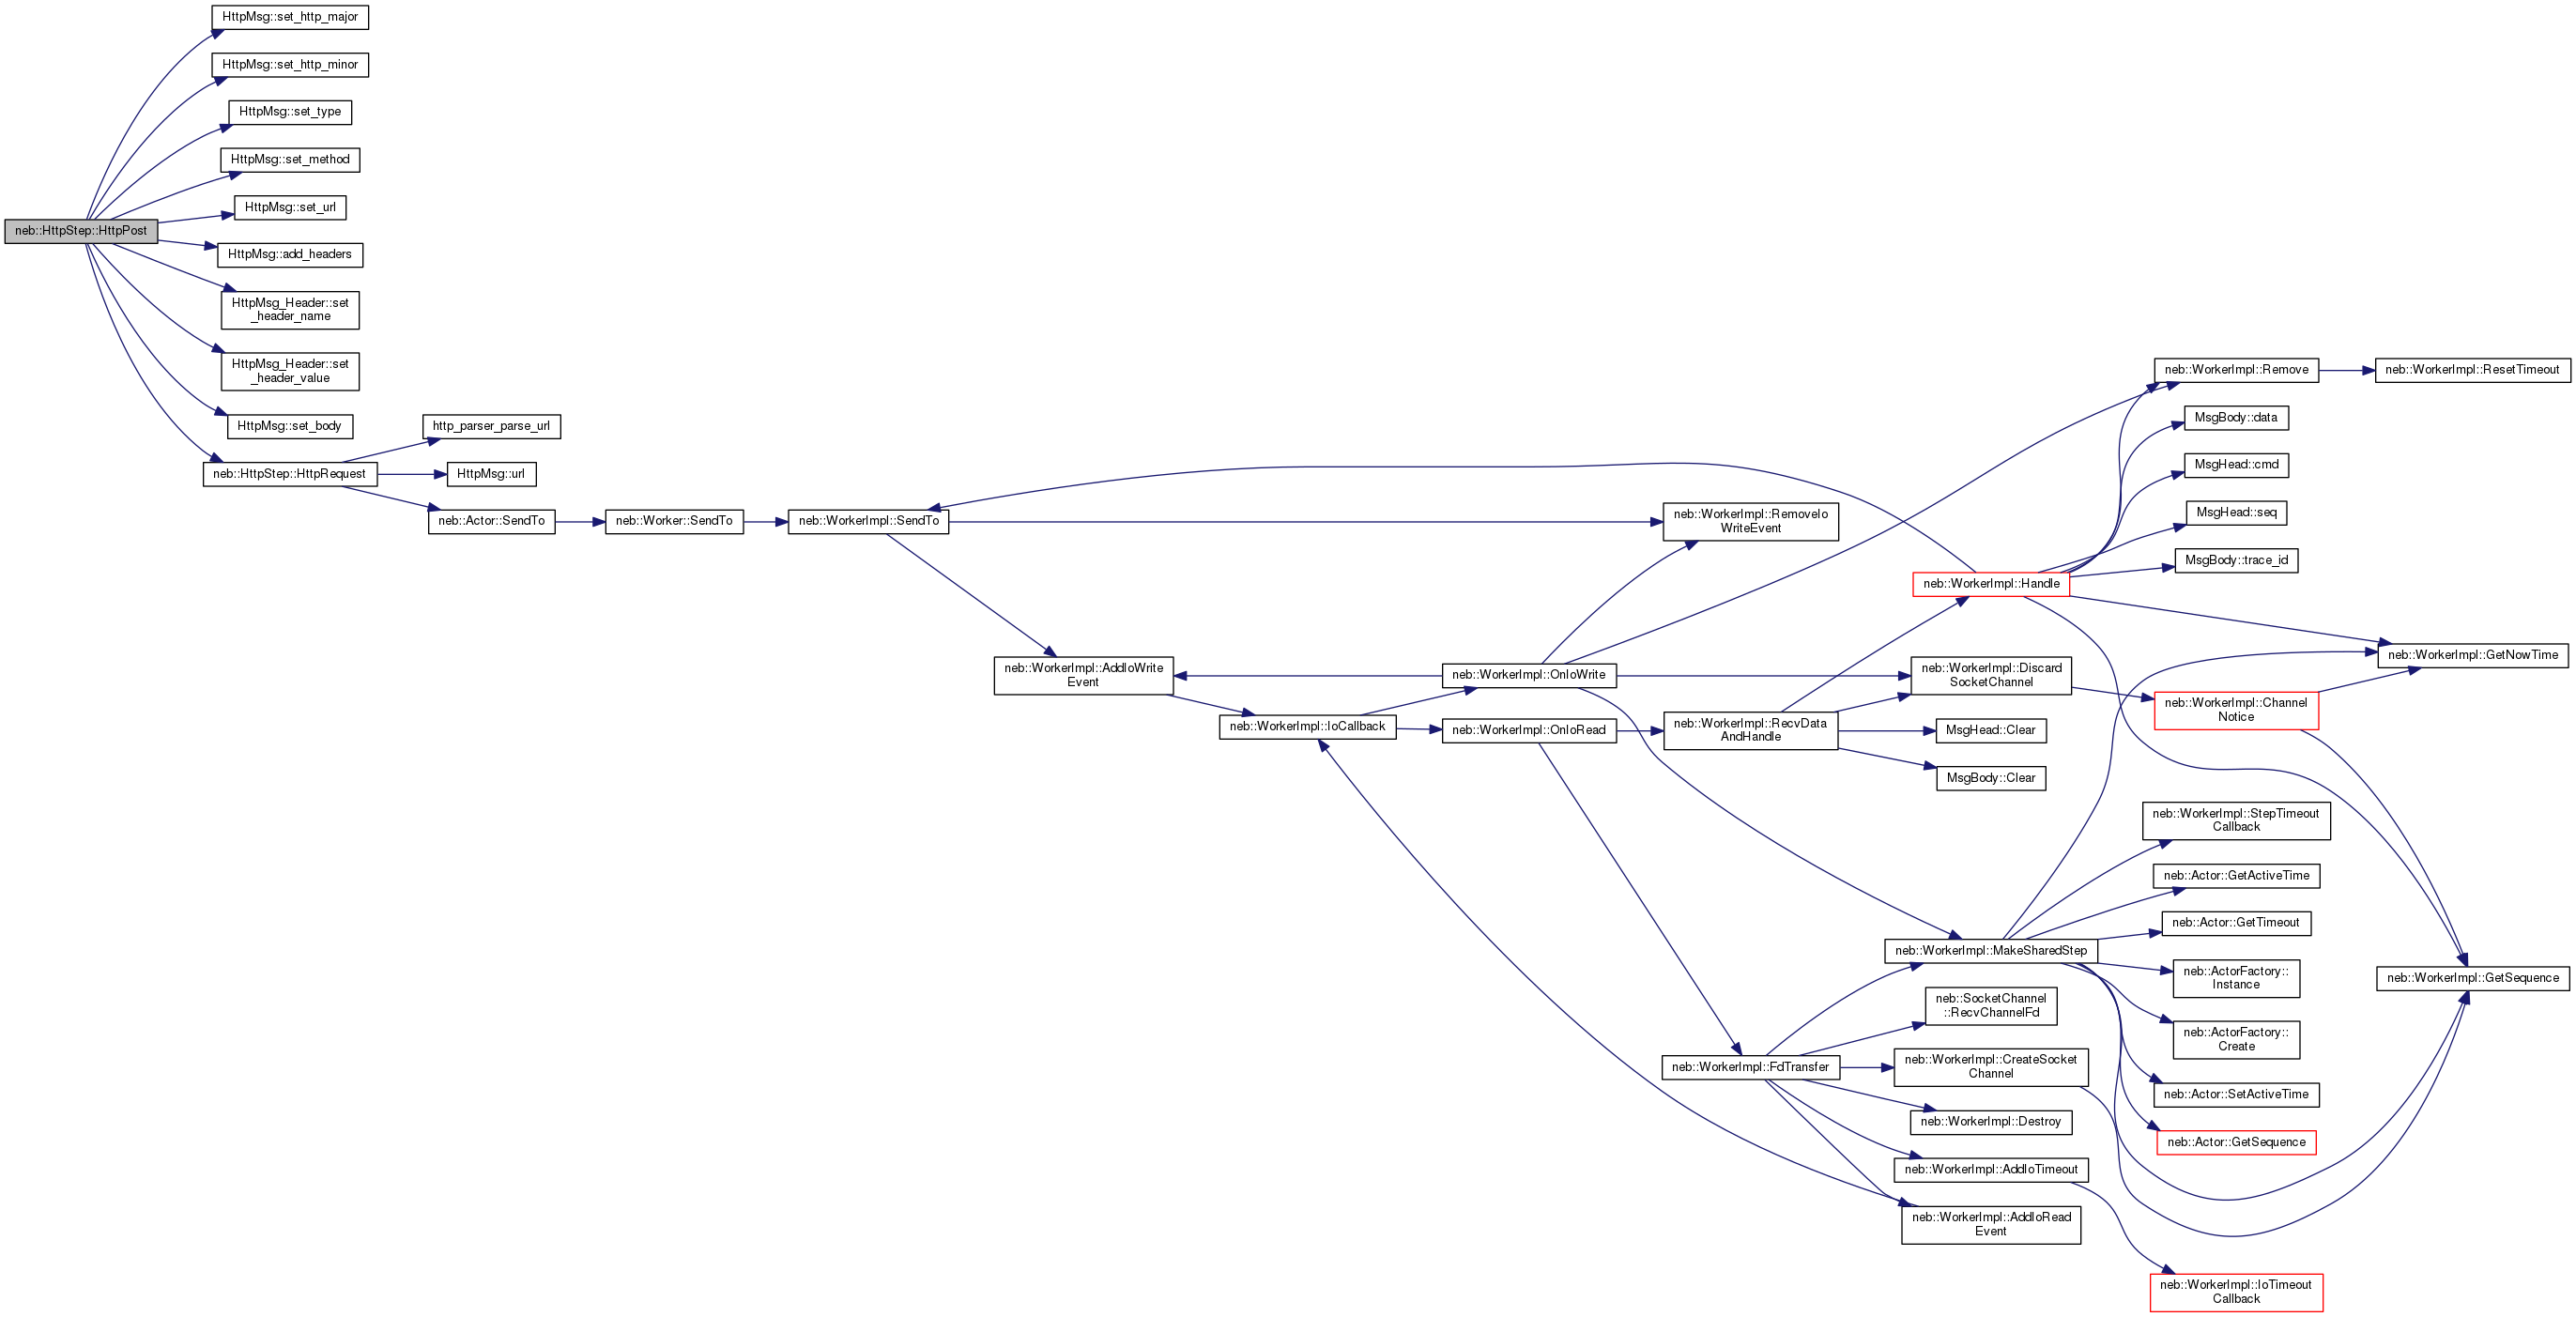 HttpMsg::set_http_major
HttpMsg::set_http_minor
HttpMsg::set_type
HttpMsg::set_method
HttpMsg::set_url
neb::HttpStep::HttpPost
HttpMsg::add_headers
HttpMsg_Header::set
_header_name
HttpMsg_Header::set
_header_value
HttpMsg::set_body
neb::HttpStep::HttpRequest
http_parser_parse_url
HttpMsg::url
neb::Actor::SendTo
neb::Worker::SendTo
neb::WorkerImpl::SendTo
neb::WorkerImpl::AddIoWrite
Event
neb::WorkerImpl::IoCallback
neb::WorkerImpl::OnIoWrite
neb::WorkerImpl::OnIoRead
neb::WorkerImpl::RemoveIo
WriteEvent
neb::WorkerImpl::RecvData
AndHandle
neb::WorkerImpl::FdTransfer
neb::WorkerImpl::Handle
neb::WorkerImpl::Discard
SocketChannel
MsgHead::Clear
MsgBody::Clear
neb::WorkerImpl::MakeSharedStep
neb::SocketChannel
::RecvChannelFd
neb::WorkerImpl::CreateSocket
Channel
neb::WorkerImpl::Destroy
neb::WorkerImpl::AddIoTimeout
neb::WorkerImpl::AddIoRead
Event
neb::WorkerImpl::Remove
MsgBody::data
MsgHead::cmd
MsgHead::seq
MsgBody::trace_id
neb::WorkerImpl::Channel
Notice
neb::WorkerImpl::StepTimeout
Callback
neb::Actor::GetActiveTime
neb::Actor::GetTimeout
neb::ActorFactory::
Instance
neb::ActorFactory::
Create
neb::Actor::SetActiveTime
neb::Actor::GetSequence
neb::WorkerImpl::IoTimeout
Callback
neb::WorkerImpl::ResetTimeout
neb::WorkerImpl::GetNowTime
neb::WorkerImpl::GetSequence